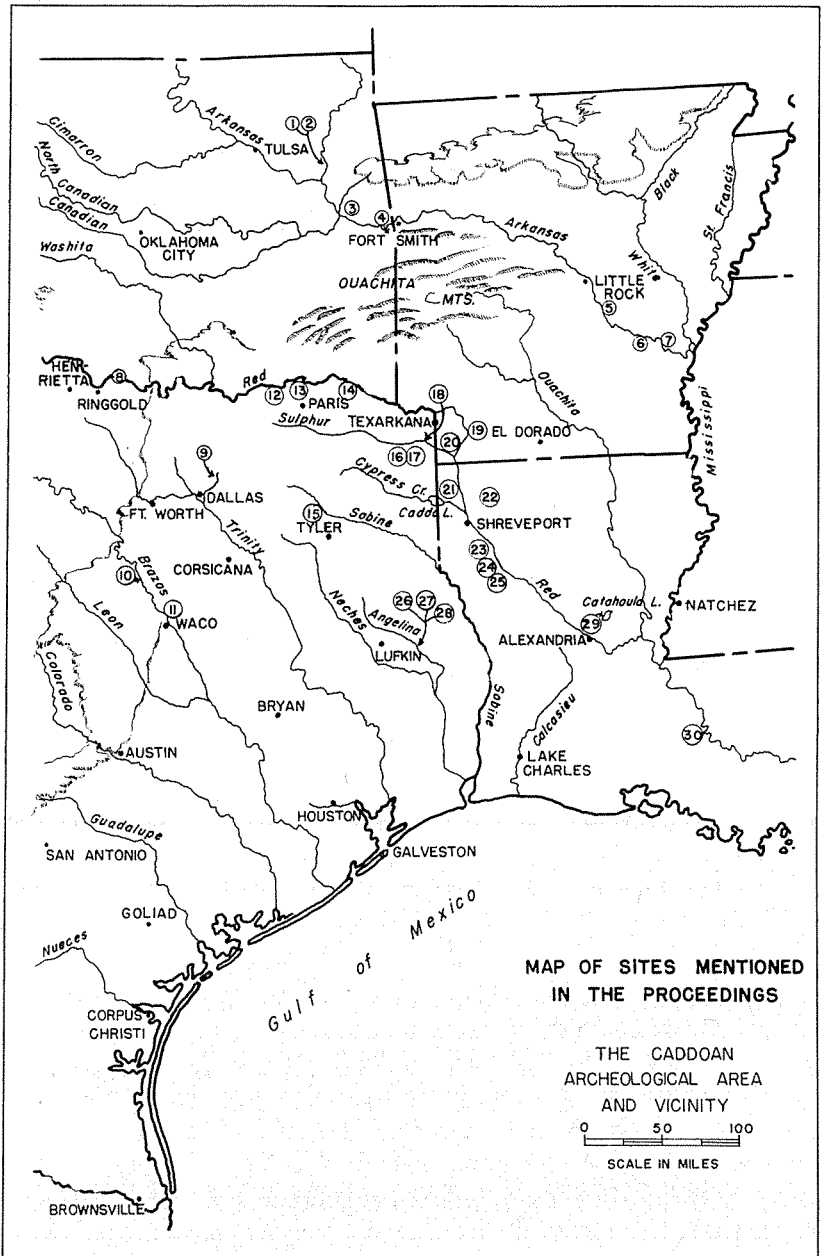 Cimarron
Arkansas
① ②
TULSA
North Canadian
Canadian
Washita
OKLAHOMA
CITY
③
④
FORT SMITH
Arkansas
Black
White
St. Francis
OUACHITA
MTS.
LITTLE
ROCK
⑤
⑥
⑦
Mississippi
HEN-
RIETTA
RINGGOLD
⑧
Red
⑫
⑬
⑭
PARIS
Sulphur
TEXARKANA
⑱
⑲
⑳
EL DORADO
Ouachita
⑯ ⑰
⑨
DALLAS
FT. WORTH
Trinity
Cypress Cr.
Caddo L.
㉑
㉒
SHREVEPORT
⑮
TYLER
Sabine
⑩
Brazos
⑪
WACO
CORSICANA
Leon
Neches
Angelina
㉖ ㉗
㉘
LUFKIN
㉓
㉔
㉕
Red
Catahoula L.
㉙
ALEXANDRIA
NATCHEZ
Colorado
BRYAN
Sabine
Calcasieu
㉚
AUSTIN
LAKE
CHARLES
HOUSTON
GALVESTON
Guadalupe
SAN ANTONIO
GOLIAD
Nueces
CORPUS
CHRISTI
Gulf of Mexico
BROWNSVILLE
MAP OF SITES MENTIONED
IN THE PROCEEDINGS
THE CADDOAN
ARCHEOLOGICAL AREA
AND VICINITY
0 50 100
SCALE IN MILES